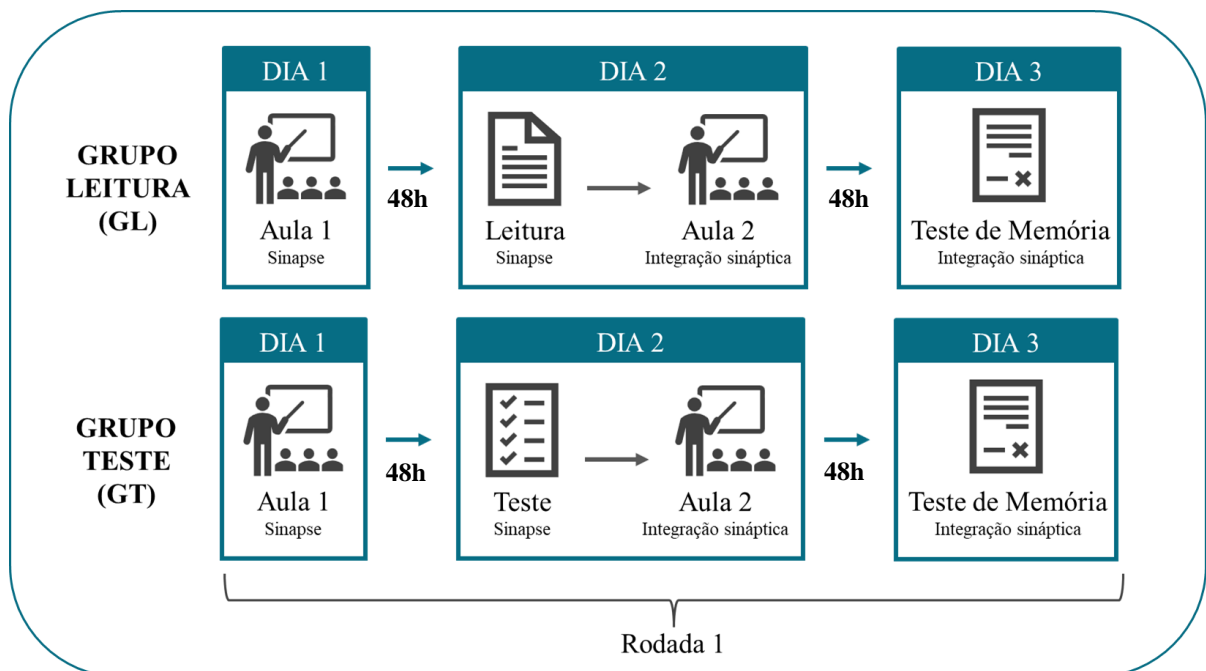 GRUPO
LEITURA
(GL)
DIA 1
Aula 1
Sinapse
48h
DIA 2
Leitura
Sinapse
Aula 2
Integração sináptica
48h
DIA 3
Teste de Memória
Integração sináptica
GRUPO
TESTE
(GT)
DIA 1
Aula 1
Sinapse
48h
DIA 2
Teste
Sinapse
Aula 2
Integração sináptica
48h
DIA 3
Teste de Memória
Integração sináptica
Rodada 1